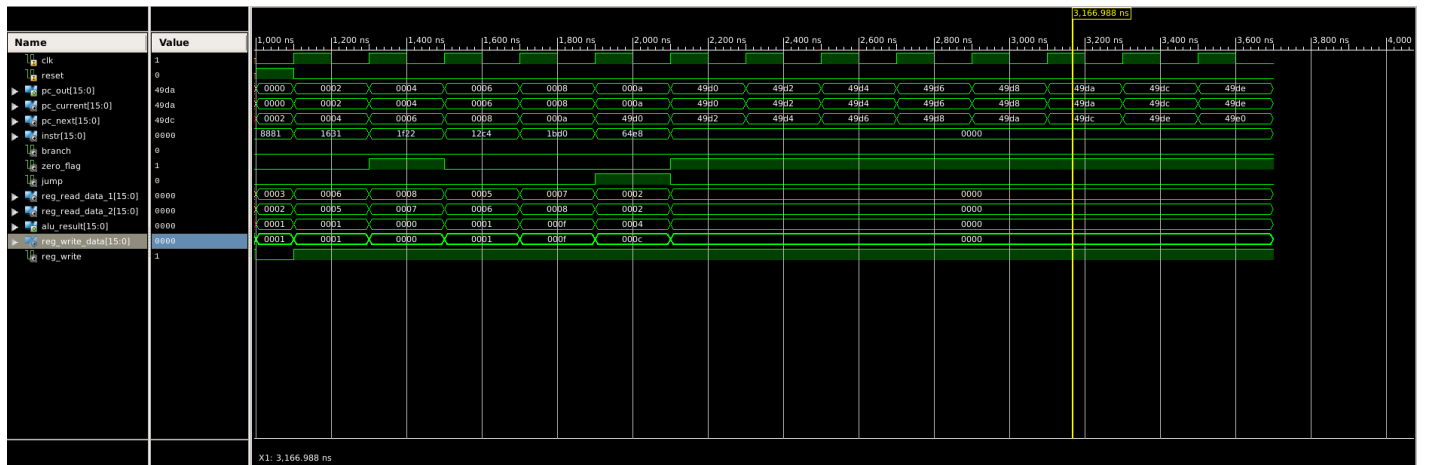 3,166.988 ns
Name Value
1,000 ns 1,200 ns 1,400 ns 1,600 ns 1,800 ns 2,000 ns 2,200 ns 2,400 ns 2,600 ns 2,800 ns 3,000 ns 3,200 ns 3,400 ns 3,600 ns 3,800 ns 4,000
clk 1
reset 0
pc_out[15:0] 49da 0000 0002 0004 0006 0008 000a 49d0 49d2 49d4 49d6 49d8 49da 49dc 49de
pc_current[15:0] 49da 0000 0002 0004 0006 0008 000a 49d0 49d2 49d4 49d6 49d8 49da 49dc 49de
pc_next[15:0] 49dc 0002 0004 0006 0008 000a 49d0 49d2 49d4 49d6 49d8 49da 49dc 49de 49e0
instr[15:0] 0000 8881 1631 1f22 12c4 1bd0 64e8 0000
branch 0
zero_flag 1
jump 0
reg_read_data_1[15:0] 0000 0003 0006 0008 0005 0007 0002 0000
reg_read_data_2[15:0] 0000 0002 0005 0007 0006 0008 0002 0000
alu_result[15:0] 0000 0001 0001 0000 0001 000f 0004 0000
reg_write_data[15:0] 0000 0001 0001 0000 0001 000f 000c 0000
reg_write 1
X1: 3,166.988 ns